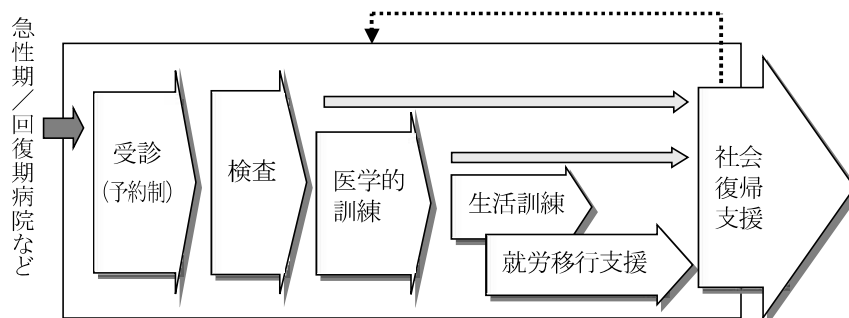 急性期／回復期病院など
受診
(予約制)
検査
医学的
訓練
生活訓練
就労移行支援
社会
復帰
支援